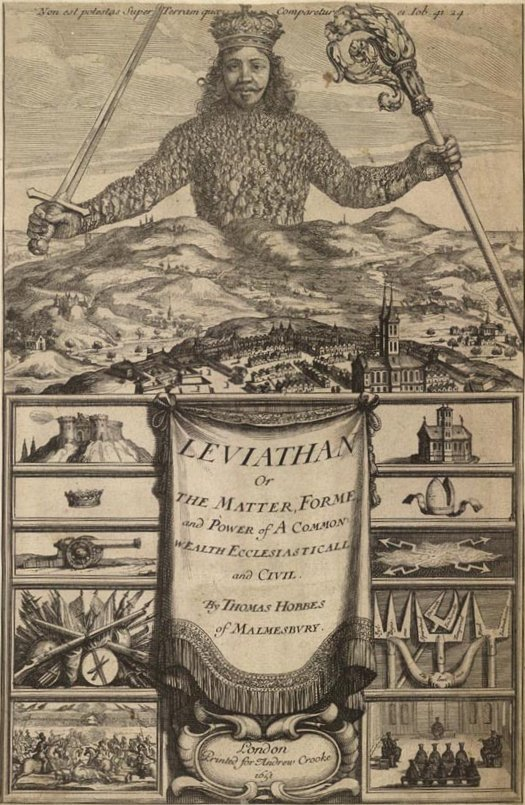 Non est potestas Super Terram quae Comparetur ei Iob. 41 24
LEVIATHAN
Or
THE MATTER, FORME
and POWER of A COMMON-
WEALTH ECCLESIASTICALL
and CIVIL.
By THOMAS HOBBES
of MALMESBURY.
London
Printed for Andrew Crooke
1651